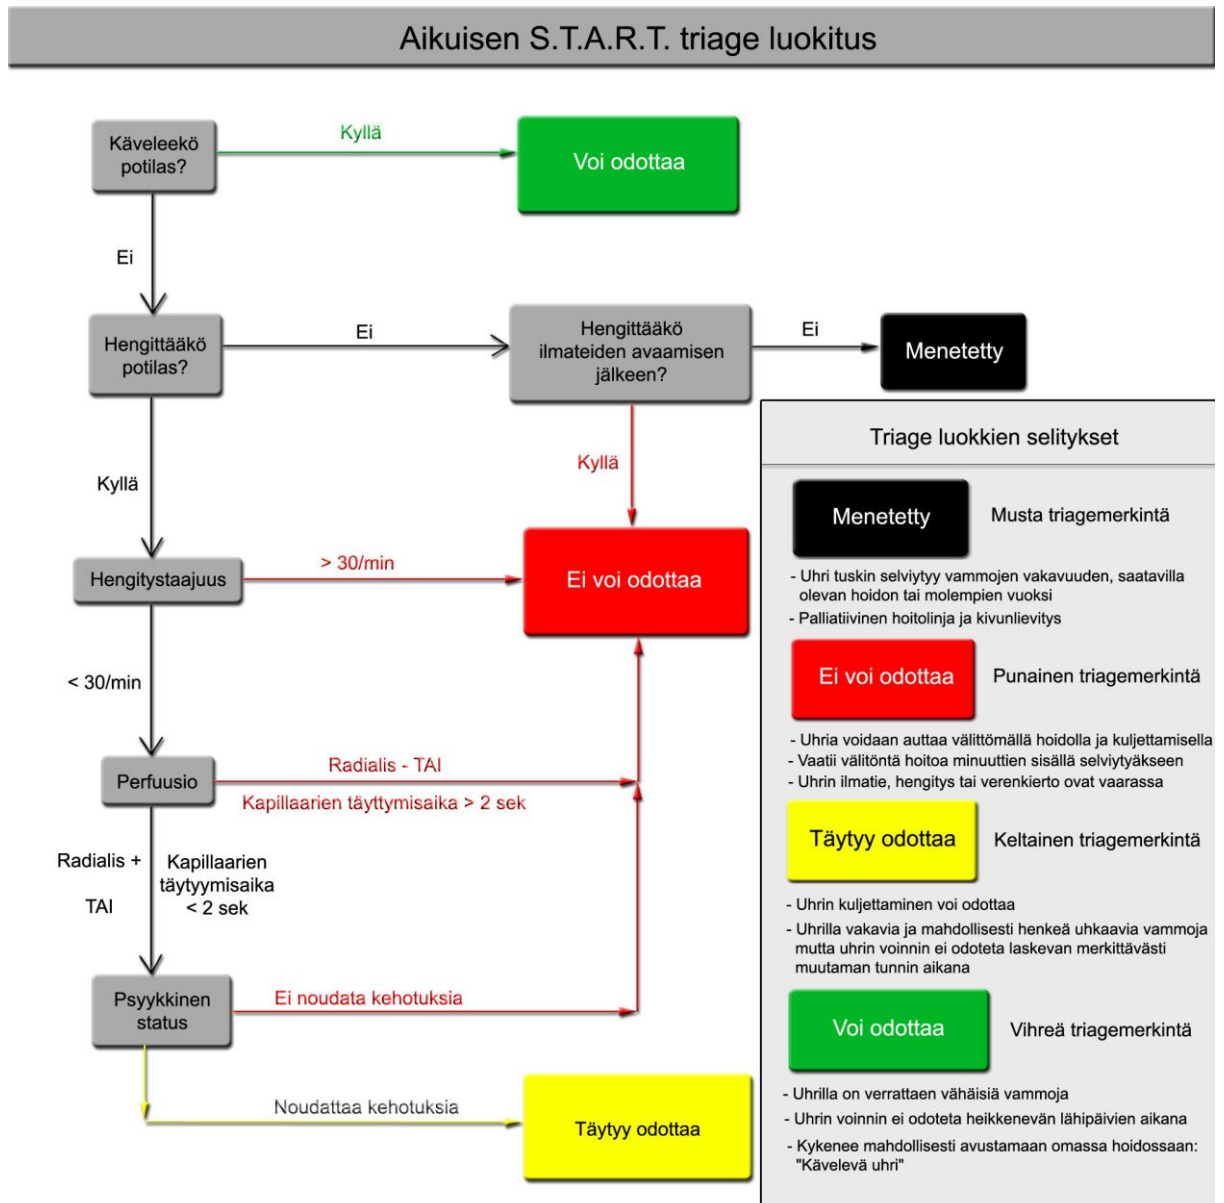 Aikuisen S.T.A.R.T. triage luokitus
Käveleekö
potilas?
Kyllä
Voi odottaa
Ei
Hengittääkö
potilas?
Ei
Hengittääkö
ilmateiden avaamisen
jälkeen?
Ei
Menetetty
Kyllä
Kyllä
Hengitystaajuus
> 30/min
Ei voi odottaa
< 30/min
Perfuusio
Radialis - TAI
Kapillaarien täyttymisaika > 2 sek
Radialis +
TAI
Kapillaarien
täytyymisaika
< 2 sek
Psyykkinen
status
Ei noudata kehotuksia
Noudattaa kehotuksia
Täytyy odottaa
Triage luokkien selitykset
Menetetty
Musta triagemerkintä
- Uhri tuskin selviytyy vammojen vakavuuden, saatavilla
olevan hoidon tai molempien vuoksi
- Palliatiivinen hoitolinja ja kivunlievitys
Ei voi odottaa
Punainen triagemerkintä
- Uhria voidaan auttaa välittömällä hoidolla ja kuljettamisella
- Vaatii välitöntä hoitoa minuuttien sisällä selviytyäkseen
- Uhrin ilmatie, hengitys tai verenkierto ovat vaarassa
Täytyy odottaa
Keltainen triagemerkintä
- Uhrin kuljettaminen voi odottaa
- Uhrilla vakavia ja mahdollisesti henkeä uhkaavia vammoja
mutta uhrin voinnin ei odoteta laskevan merkittävästi
muutaman tunnin aikana
Voi odottaa
Vihreä triagemerkintä
- Uhrilla on verrattaen vähäisiä vammoja
- Uhrin voinnin ei odoteta heikkenevän lähipäivien aikana
- Kykenee mahdollisesti avustamaan omassa hoidossaan:
"Kävelevä uhri"